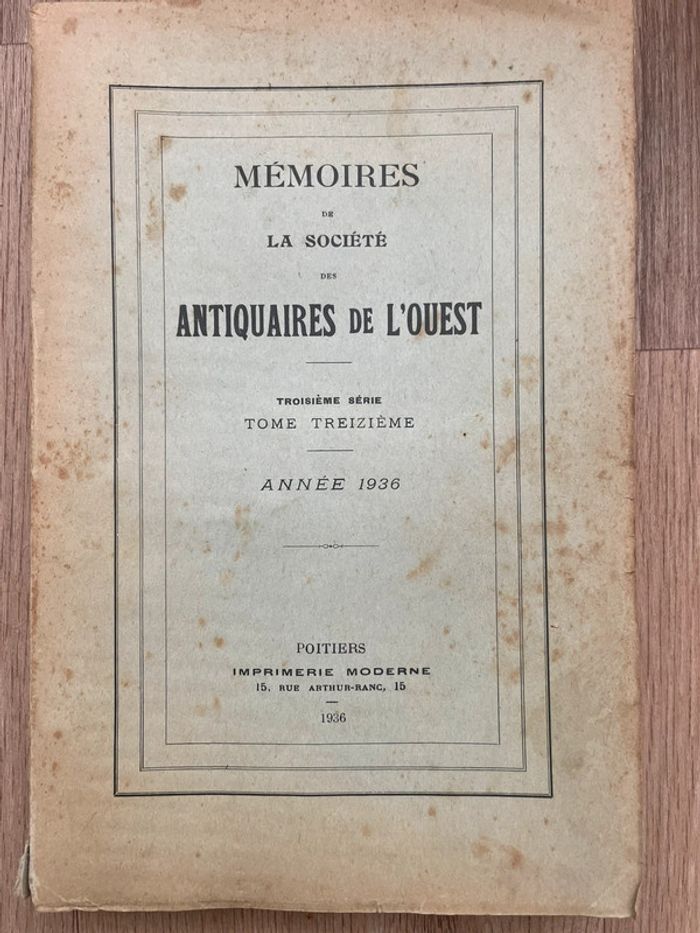 MÉMOIRES
DE
LA SOCIÉTÉ
DES
ANTIQUAIRES DE L'OUEST
TROISIÈME SÉRIE
TOME TREIZIÈME
ANNÉE 1936
POITIERS
IMPRIMERIE MODERNE
15, RUE ARTHUR-RANC, 15
1936